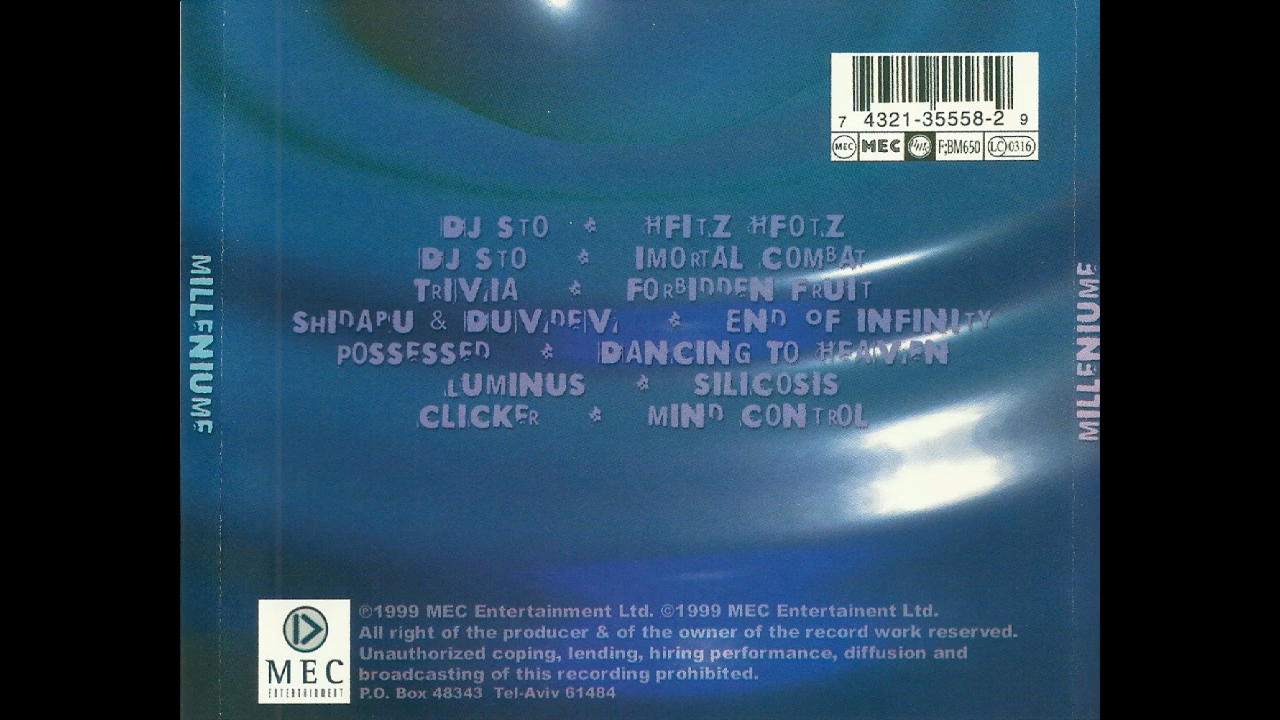 7 4321-35558-2 9
MEC MEC P;BM650 LC 0316
DJ STO * HFITZ HFOTZ
DJ STO * IMORTAL COMBAT
TRIVIA * FORBIDDEN FRUIT
SHIDAPU & DUVDEV * END OF INFINITY
POSSESSED * DANCING TO HEAVEN
LUMINUS * SILICOSIS
CLICKER * MIND CONTROL
MILLENIUME
MILLENIUME
MEC
ENTERTAINMENT
℗1999 MEC Entertainment Ltd. ©1999 MEC Entertainent Ltd.
All right of the producer & of the owner of the record work reserved.
Unauthorized coping, lending, hiring performance, diffusion and
broadcasting of this recording prohibited.
P.O. Box 48343 Tel-Aviv 61484